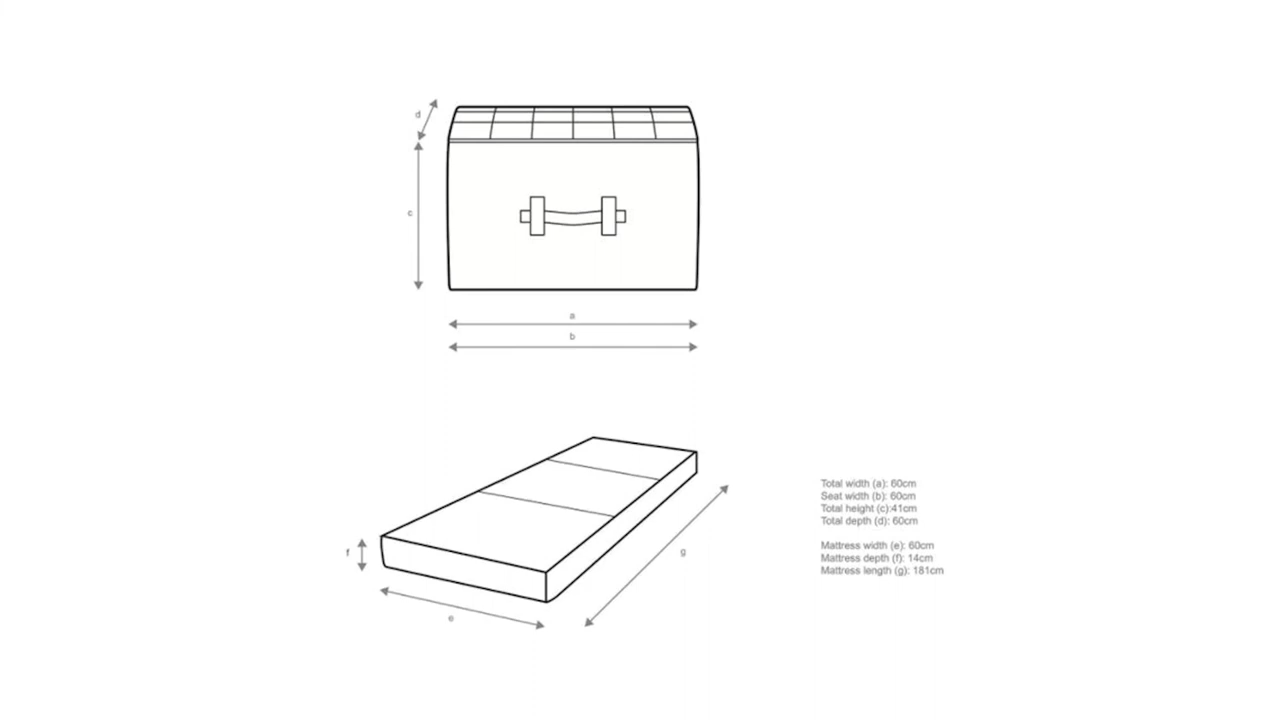 d
c
a
b
f
g
e
Total width (a): 60cm
Seat width (b): 60cm
Total height (c):41cm
Total depth (d): 60cm
Mattress width (e): 60cm
Mattress depth (f): 14cm
Mattress length (g): 181cm